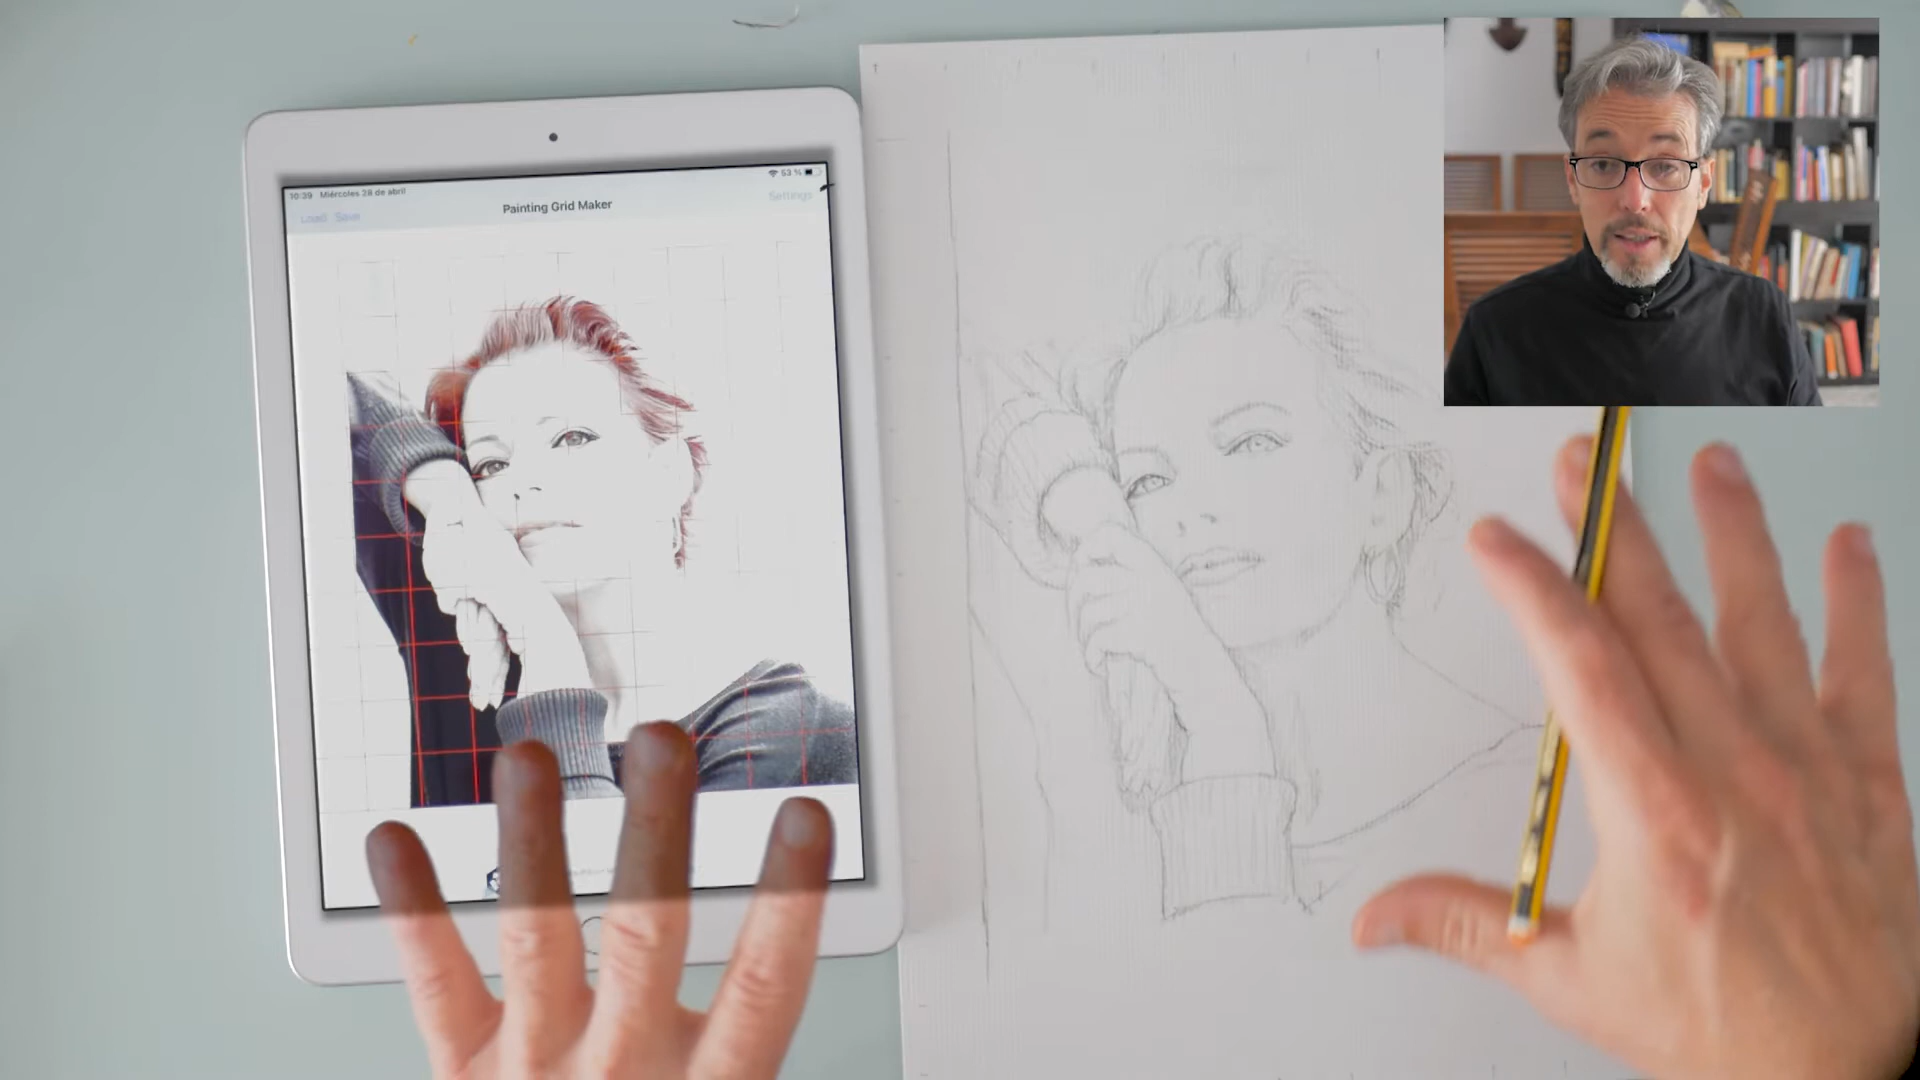 10:39 Miércoles 28 de abril
53 %
Load Save
Painting Grid Maker
Settings